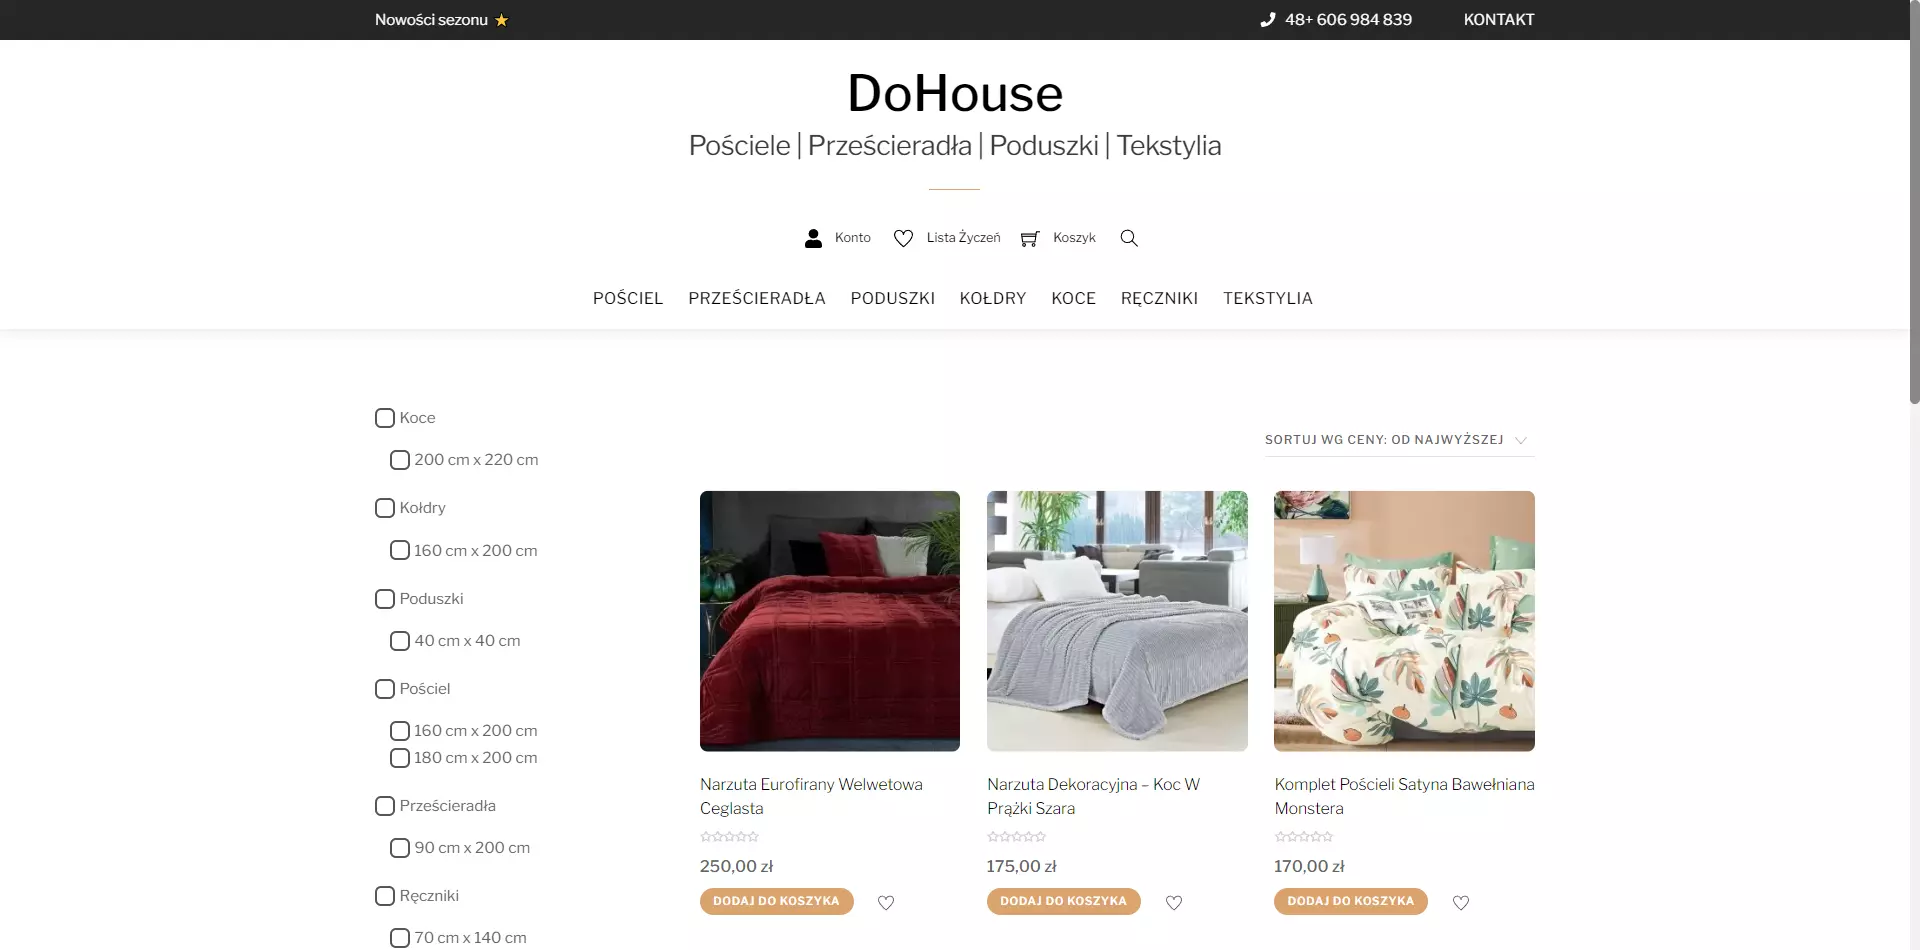 Nowości sezonu ⭐
48+ 606 984 839
KONTAKT
DoHouse
Pościele | Prześcieradła | Poduszki | Tekstylia
Konto
Lista Życzeń
Koszyk
POŚCIEL PRZEŚCIERADŁA PODUSZKI KOŁDRY KOCE RĘCZNIKI TEKSTYLIA
Koce
200 cm x 220 cm
Kołdry
160 cm x 200 cm
Poduszki
40 cm x 40 cm
Pościel
160 cm x 200 cm
180 cm x 200 cm
Prześcieradła
90 cm x 200 cm
Ręczniki
70 cm x 140 cm
SORTUJ WG CENY: OD NAJWYŻSZEJ
Narzuta Eurofirany Welwetowa
Ceglasta
250,00 zł
DODAJ DO KOSZYKA
Narzuta Dekoracyjna – Koc W
Prążki Szara
175,00 zł
DODAJ DO KOSZYKA
Komplet Pościeli Satyna Bawełniana
Monstera
170,00 zł
DODAJ DO KOSZYKA